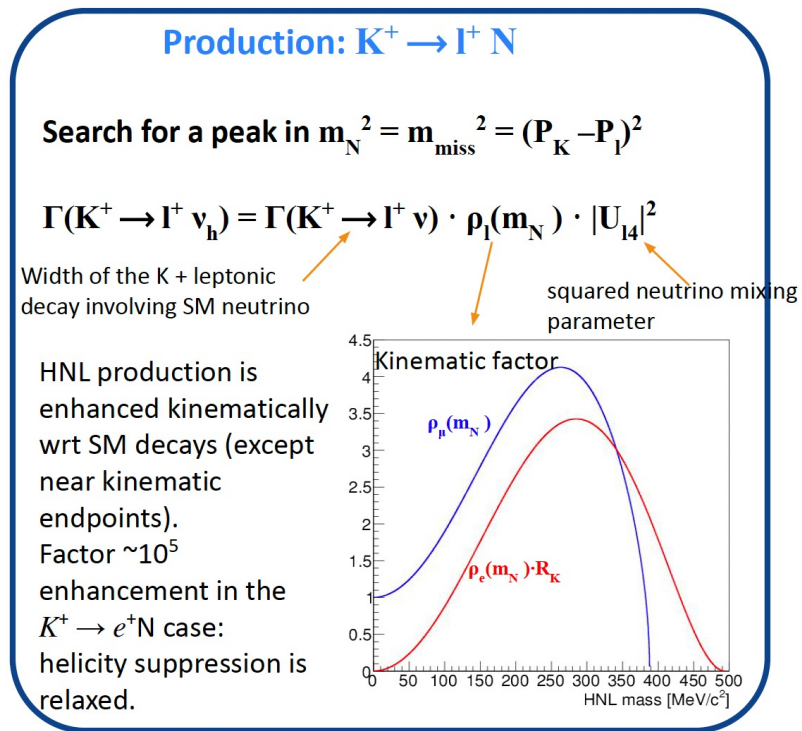 Production: K⁺ → l⁺ N
Search for a peak in m_N² = m_miss² = (P_K –P_l)²
Γ(K⁺ → l⁺ ν_h) = Γ(K⁺ → l⁺ ν) · ρ_l(m_N ) · |U_l4|²
Width of the K + leptonic
decay involving SM neutrino
squared neutrino mixing
parameter
HNL production is
enhanced kinematically
wrt SM decays (except
near kinematic
endpoints).
Factor ~10⁵
enhancement in the
K⁺ → e⁺N case:
helicity suppression is
relaxed.
Kinematic factor
ρ_μ(m_N )
ρ_e(m_N)·R_K
4.5
4
3.5
3
2.5
2
1.5
1
0.5
0
0 50 100 150 200 250 300 350 400 450 500
HNL mass [MeV/c²]